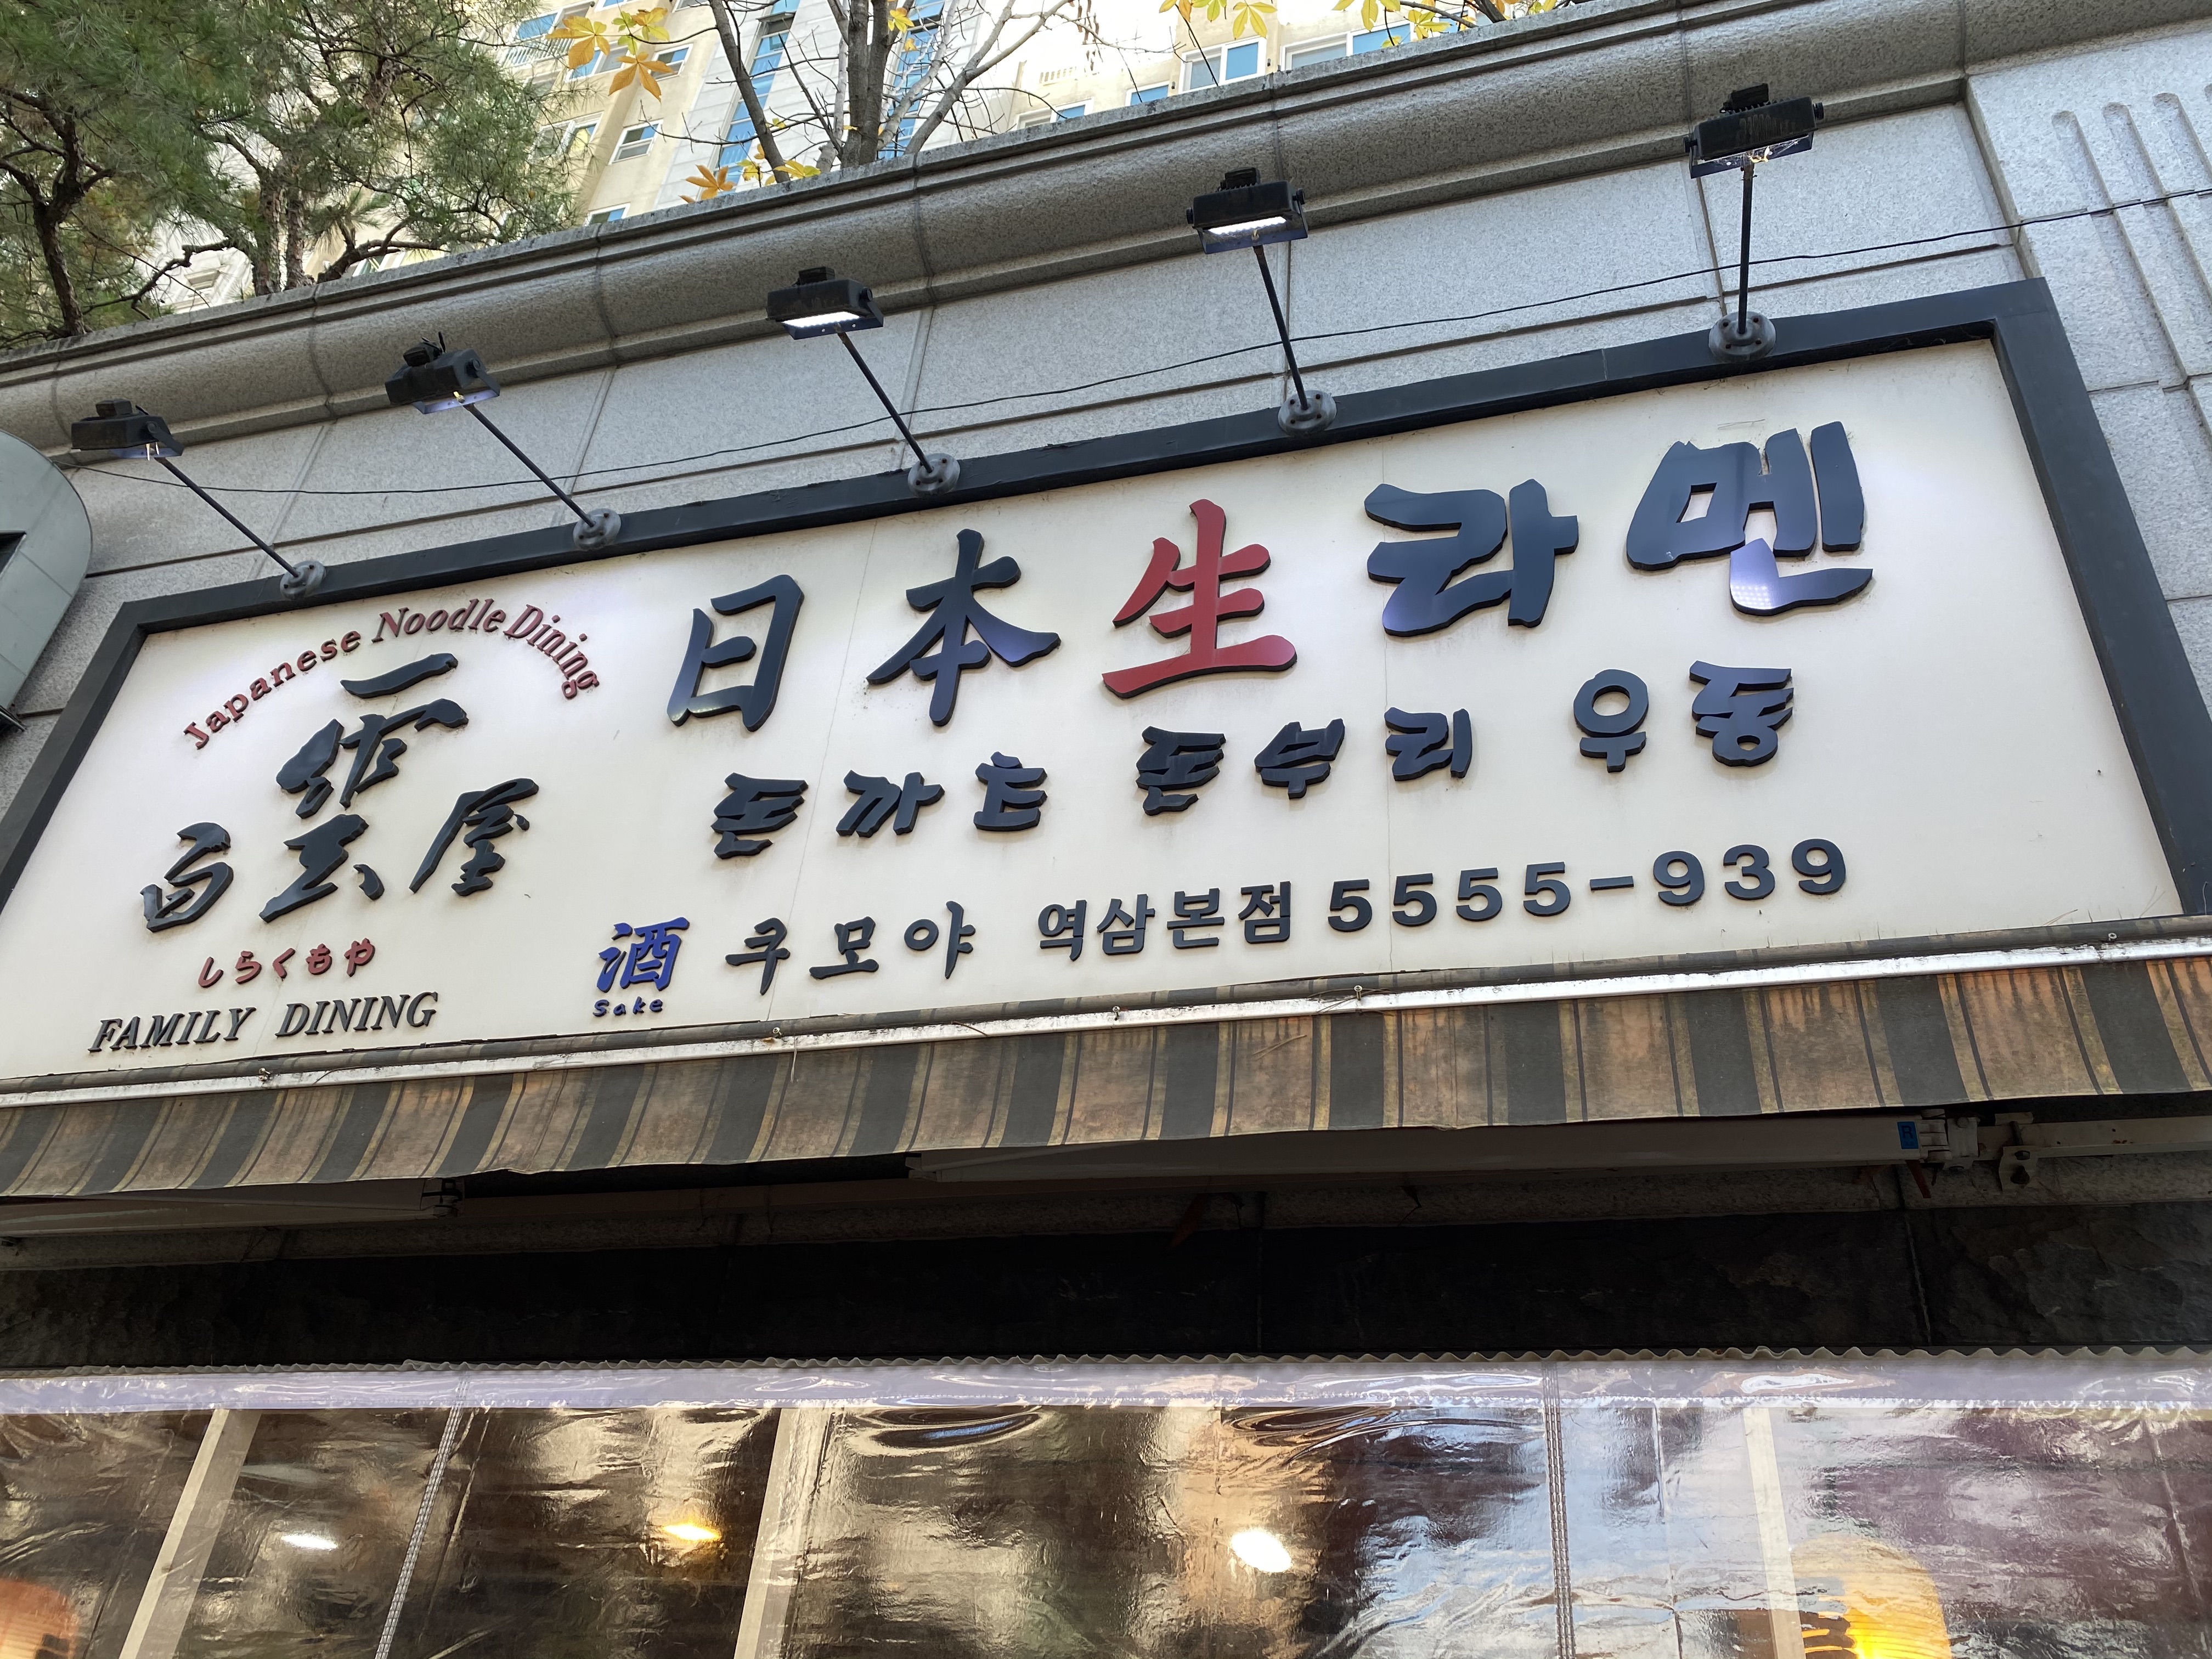 Japanese Noodle Dining
白雲屋
しらくもや
FAMILY DINING
日本生라멘
돈까츠 돈부리 우동
酒 쿠모야 역삼본점 5555-939
Sake